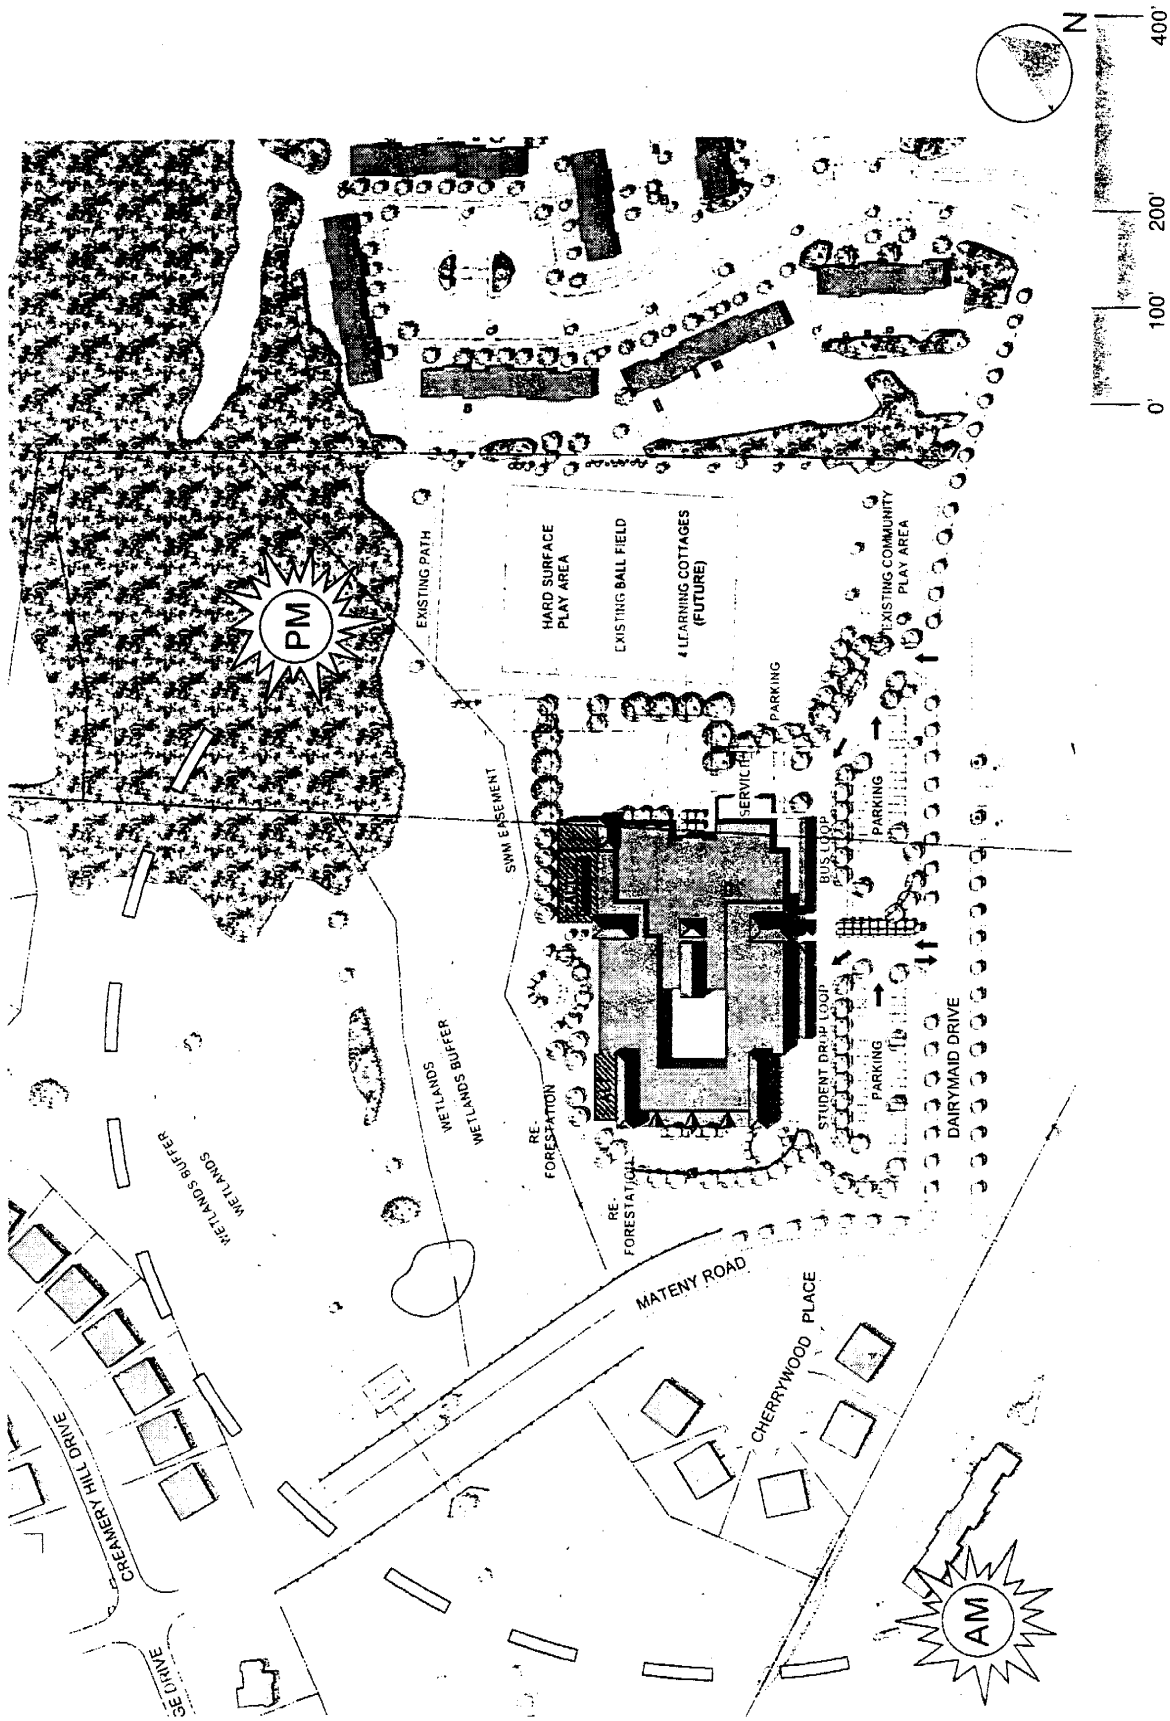 N
0'
100'
200'
400'
PM
AM
EXISTING PATH
HARD SURFACE
PLAY AREA
EXISTING BALL FIELD
4 LEARNING COTTAGES
(FUTURE)
EXISTING COMMUNITY
PLAY AREA
PARKING
SWM EASEMENT
BUS LOOP
PARKING
WETLANDS
WETLANDS BUFFER
WETLANDS BUFFER
WETLANDS
RE-
FORESTATION
RE-
FORESTATION
STUDENT DROP LOOP
PARKING
DAIRYMAID DRIVE
MATENY ROAD
CHERRYWOOD PLACE
CREAMERY HILL DRIVE
GE DRIVE